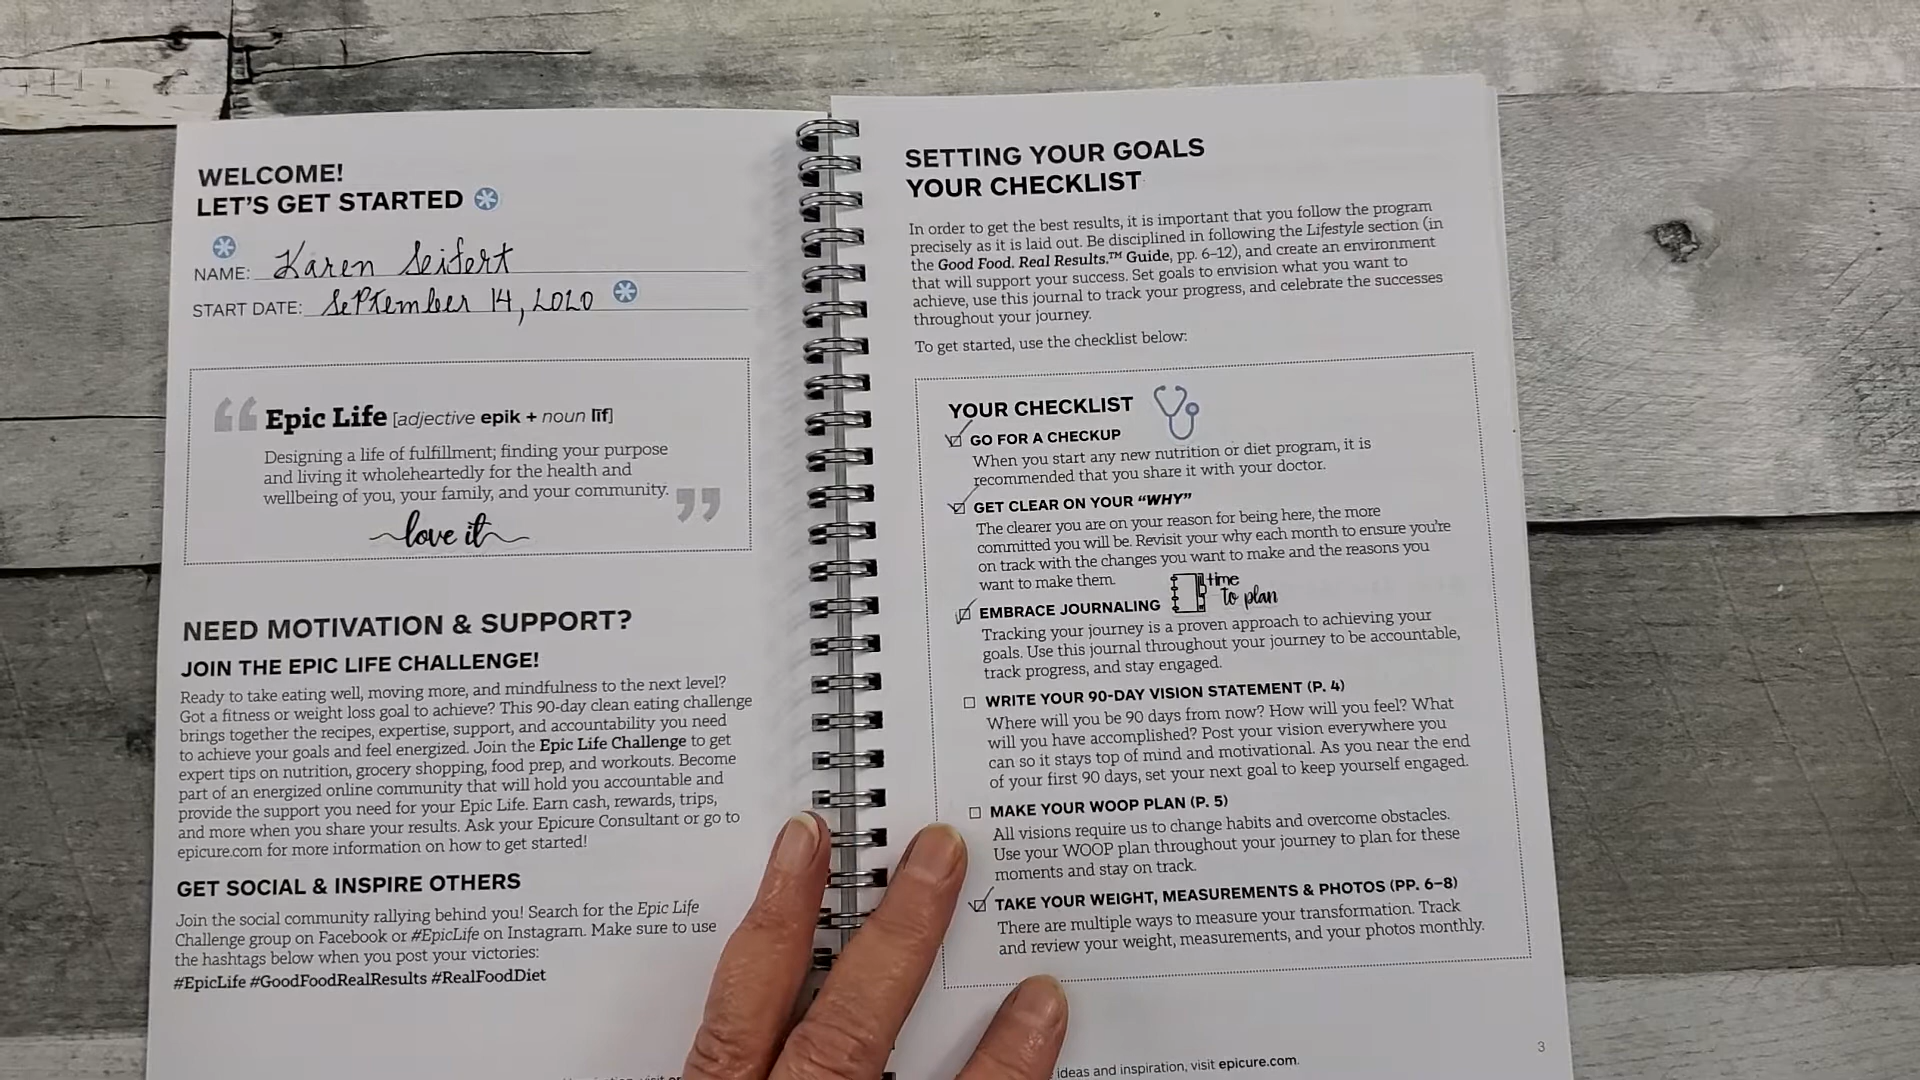 WELCOME!
LET'S GET STARTED
NAME: Karen Seifert
START DATE: September 14, 2020
“ Epic Life [adjective epik + noun līf]
Designing a life of fulfillment; finding your purpose
and living it wholeheartedly for the health and
wellbeing of you, your family, and your community. ”
love it
NEED MOTIVATION & SUPPORT?
JOIN THE EPIC LIFE CHALLENGE!
Ready to take eating well, moving more, and mindfulness to the next level?
Got a fitness or weight loss goal to achieve? This 90-day clean eating challenge
brings together the recipes, expertise, support, and accountability you need
to achieve your goals and feel energized. Join the Epic Life Challenge to get
expert tips on nutrition, grocery shopping, food prep, and workouts. Become
part of an energized online community that will hold you accountable and
provide the support you need for your Epic Life. Earn cash, rewards, trips,
and more when you share your results. Ask your Epicure Consultant or go to
epicure.com for more information on how to get started!
GET SOCIAL & INSPIRE OTHERS
Join the social community rallying behind you! Search for the Epic Life
Challenge group on Facebook or #EpicLife on Instagram. Make sure to use
the hashtags below when you post your victories:
#EpicLife #GoodFoodRealResults #RealFoodDiet
SETTING YOUR GOALS
YOUR CHECKLIST
In order to get the best results, it is important that you follow the program
precisely as it is laid out. Be disciplined in following the Lifestyle section (in
the Good Food. Real Results.™ Guide, pp. 6–12), and create an environment
that will support your success. Set goals to envision what you want to
achieve, use this journal to track your progress, and celebrate the successes
throughout your journey.
To get started, use the checklist below:
YOUR CHECKLIST
GO FOR A CHECKUP
When you start any new nutrition or diet program, it is
recommended that you share it with your doctor.
GET CLEAR ON YOUR “WHY”
The clearer you are on your reason for being here, the more
committed you will be. Revisit your why each month to ensure you're
on track with the changes you want to make and the reasons you
want to make them.
time
to plan
EMBRACE JOURNALING
Tracking your journey is a proven approach to achieving your
goals. Use this journal throughout your journey to be accountable,
track progress, and stay engaged.
WRITE YOUR 90-DAY VISION STATEMENT (P. 4)
Where will you be 90 days from now? How will you feel? What
will you have accomplished? Post your vision everywhere you
can so it stays top of mind and motivational. As you near the end
of your first 90 days, set your next goal to keep yourself engaged.
MAKE YOUR WOOP PLAN (P. 5)
All visions require us to change habits and overcome obstacles.
Use your WOOP plan throughout your journey to plan for these
moments and stay on track.
TAKE YOUR WEIGHT, MEASUREMENTS & PHOTOS (PP. 6–8)
There are multiple ways to measure your transformation. Track
and review your weight, measurements, and your photos monthly.
ideas and inspiration, visit epicure.com.
3